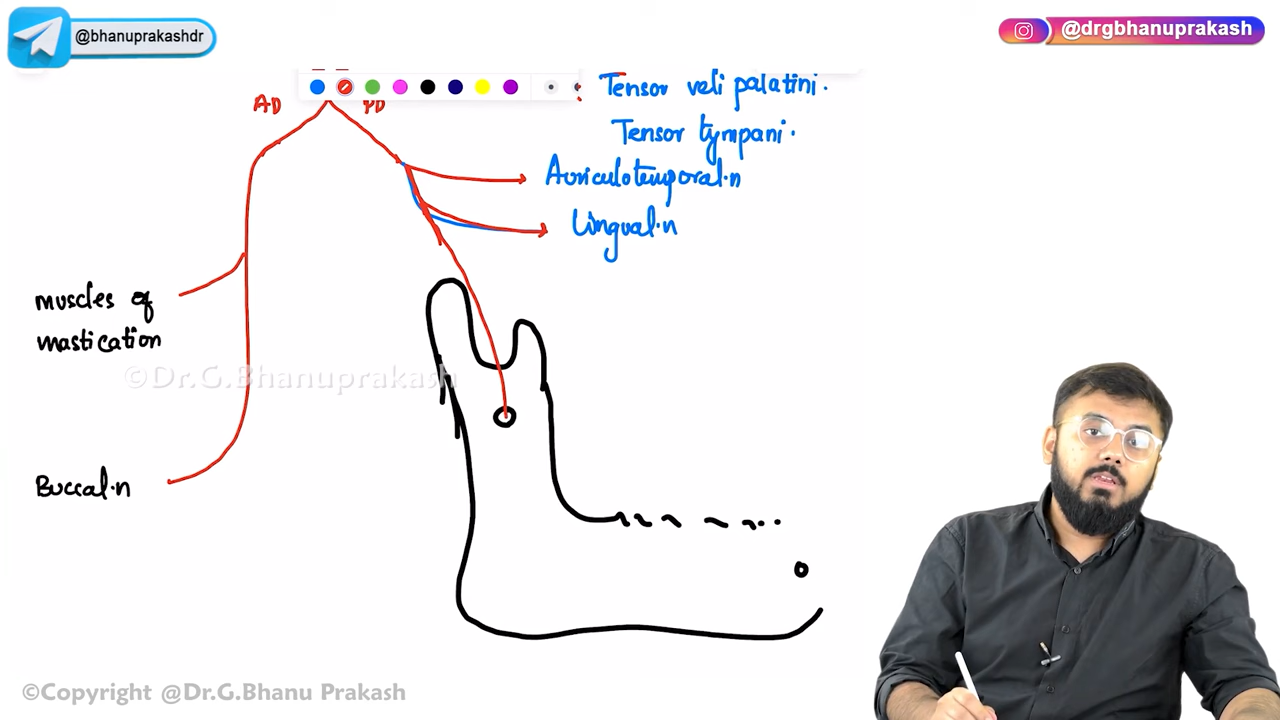 @bhanuprakashdr
@drgbhanuprakash
Tensor veli palatini.
AD
PD
Tensor tympani.
Auriculotemporal.n
Lingual.n
muscles of
mastication
©Dr.G.Bhanuprakash
Buccal.n
©Copyright @Dr.G.Bhanu Prakash